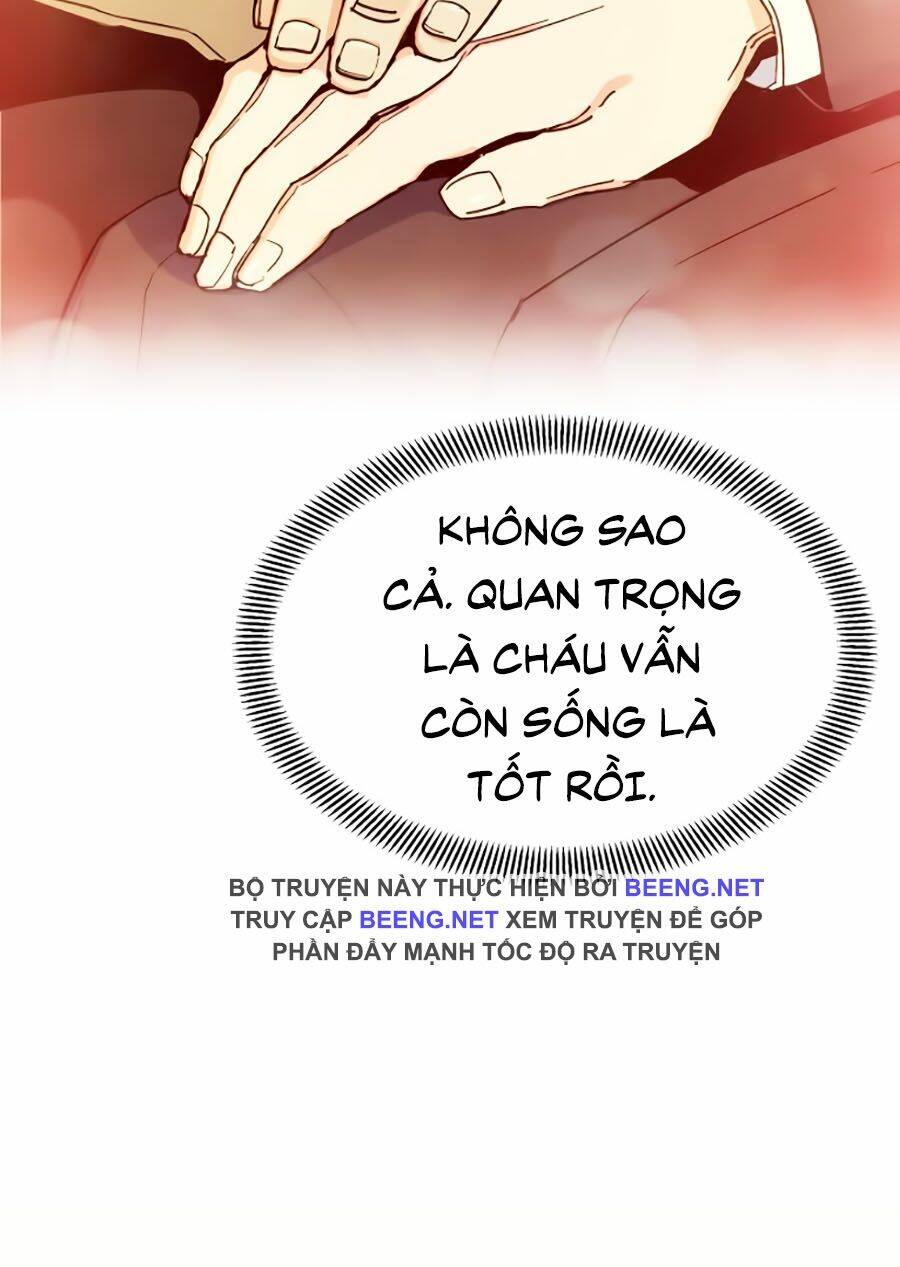 KHÔNG SAO
CẢ. QUAN TRỌNG
LÀ CHÁU VẪN
CÒN SỐNG LÀ
TỐT RỒI.
BỘ TRUYỆN NÀY THỰC HIỆN BỞI BEENG.NET
TRUY CẬP BEENG.NET XEM TRUYỆN ĐỂ GÓP
PHẦN ĐẨY MẠNH TỐC ĐỘ RA TRUYỆN